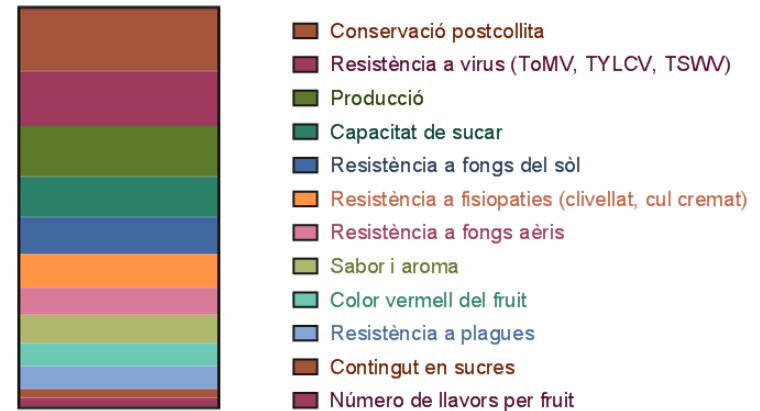 Conservació postcollita
Resistència a virus (ToMV, TYLCV, TSWV)
Producció
Capacitat de sucar
Resistència a fongs del sòl
Resistència a fisiopaties (clivellat, cul cremat)
Resistència a fongs aèris
Sabor i aroma
Color vermell del fruit
Resistència a plagues
Contingut en sucres
Número de llavors per fruit